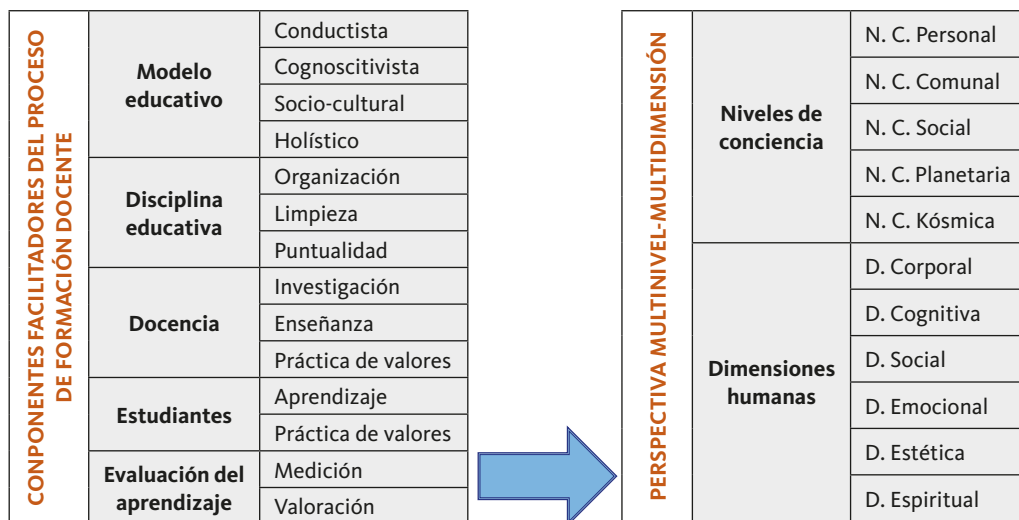 CONPONENTES FACILITADORES DEL PROCESO
DE FORMACIÓN DOCENTE
Modelo
educativo
Conductista
Cognoscitivista
Socio-cultural
Holístico
Disciplina
educativa
Organización
Limpieza
Puntualidad
Docencia
Investigación
Enseñanza
Práctica de valores
Estudiantes
Aprendizaje
Práctica de valores
Evaluación del
aprendizaje
Medición
Valoración
PERSPECTIVA MULTINIVEL-MULTIDIMENSIÓN
Niveles de
conciencia
N. C. Personal
N. C. Comunal
N. C. Social
N. C. Planetaria
N. C. Kósmica
Dimensiones
humanas
D. Corporal
D. Cognitiva
D. Social
D. Emocional
D. Estética
D. Espiritual